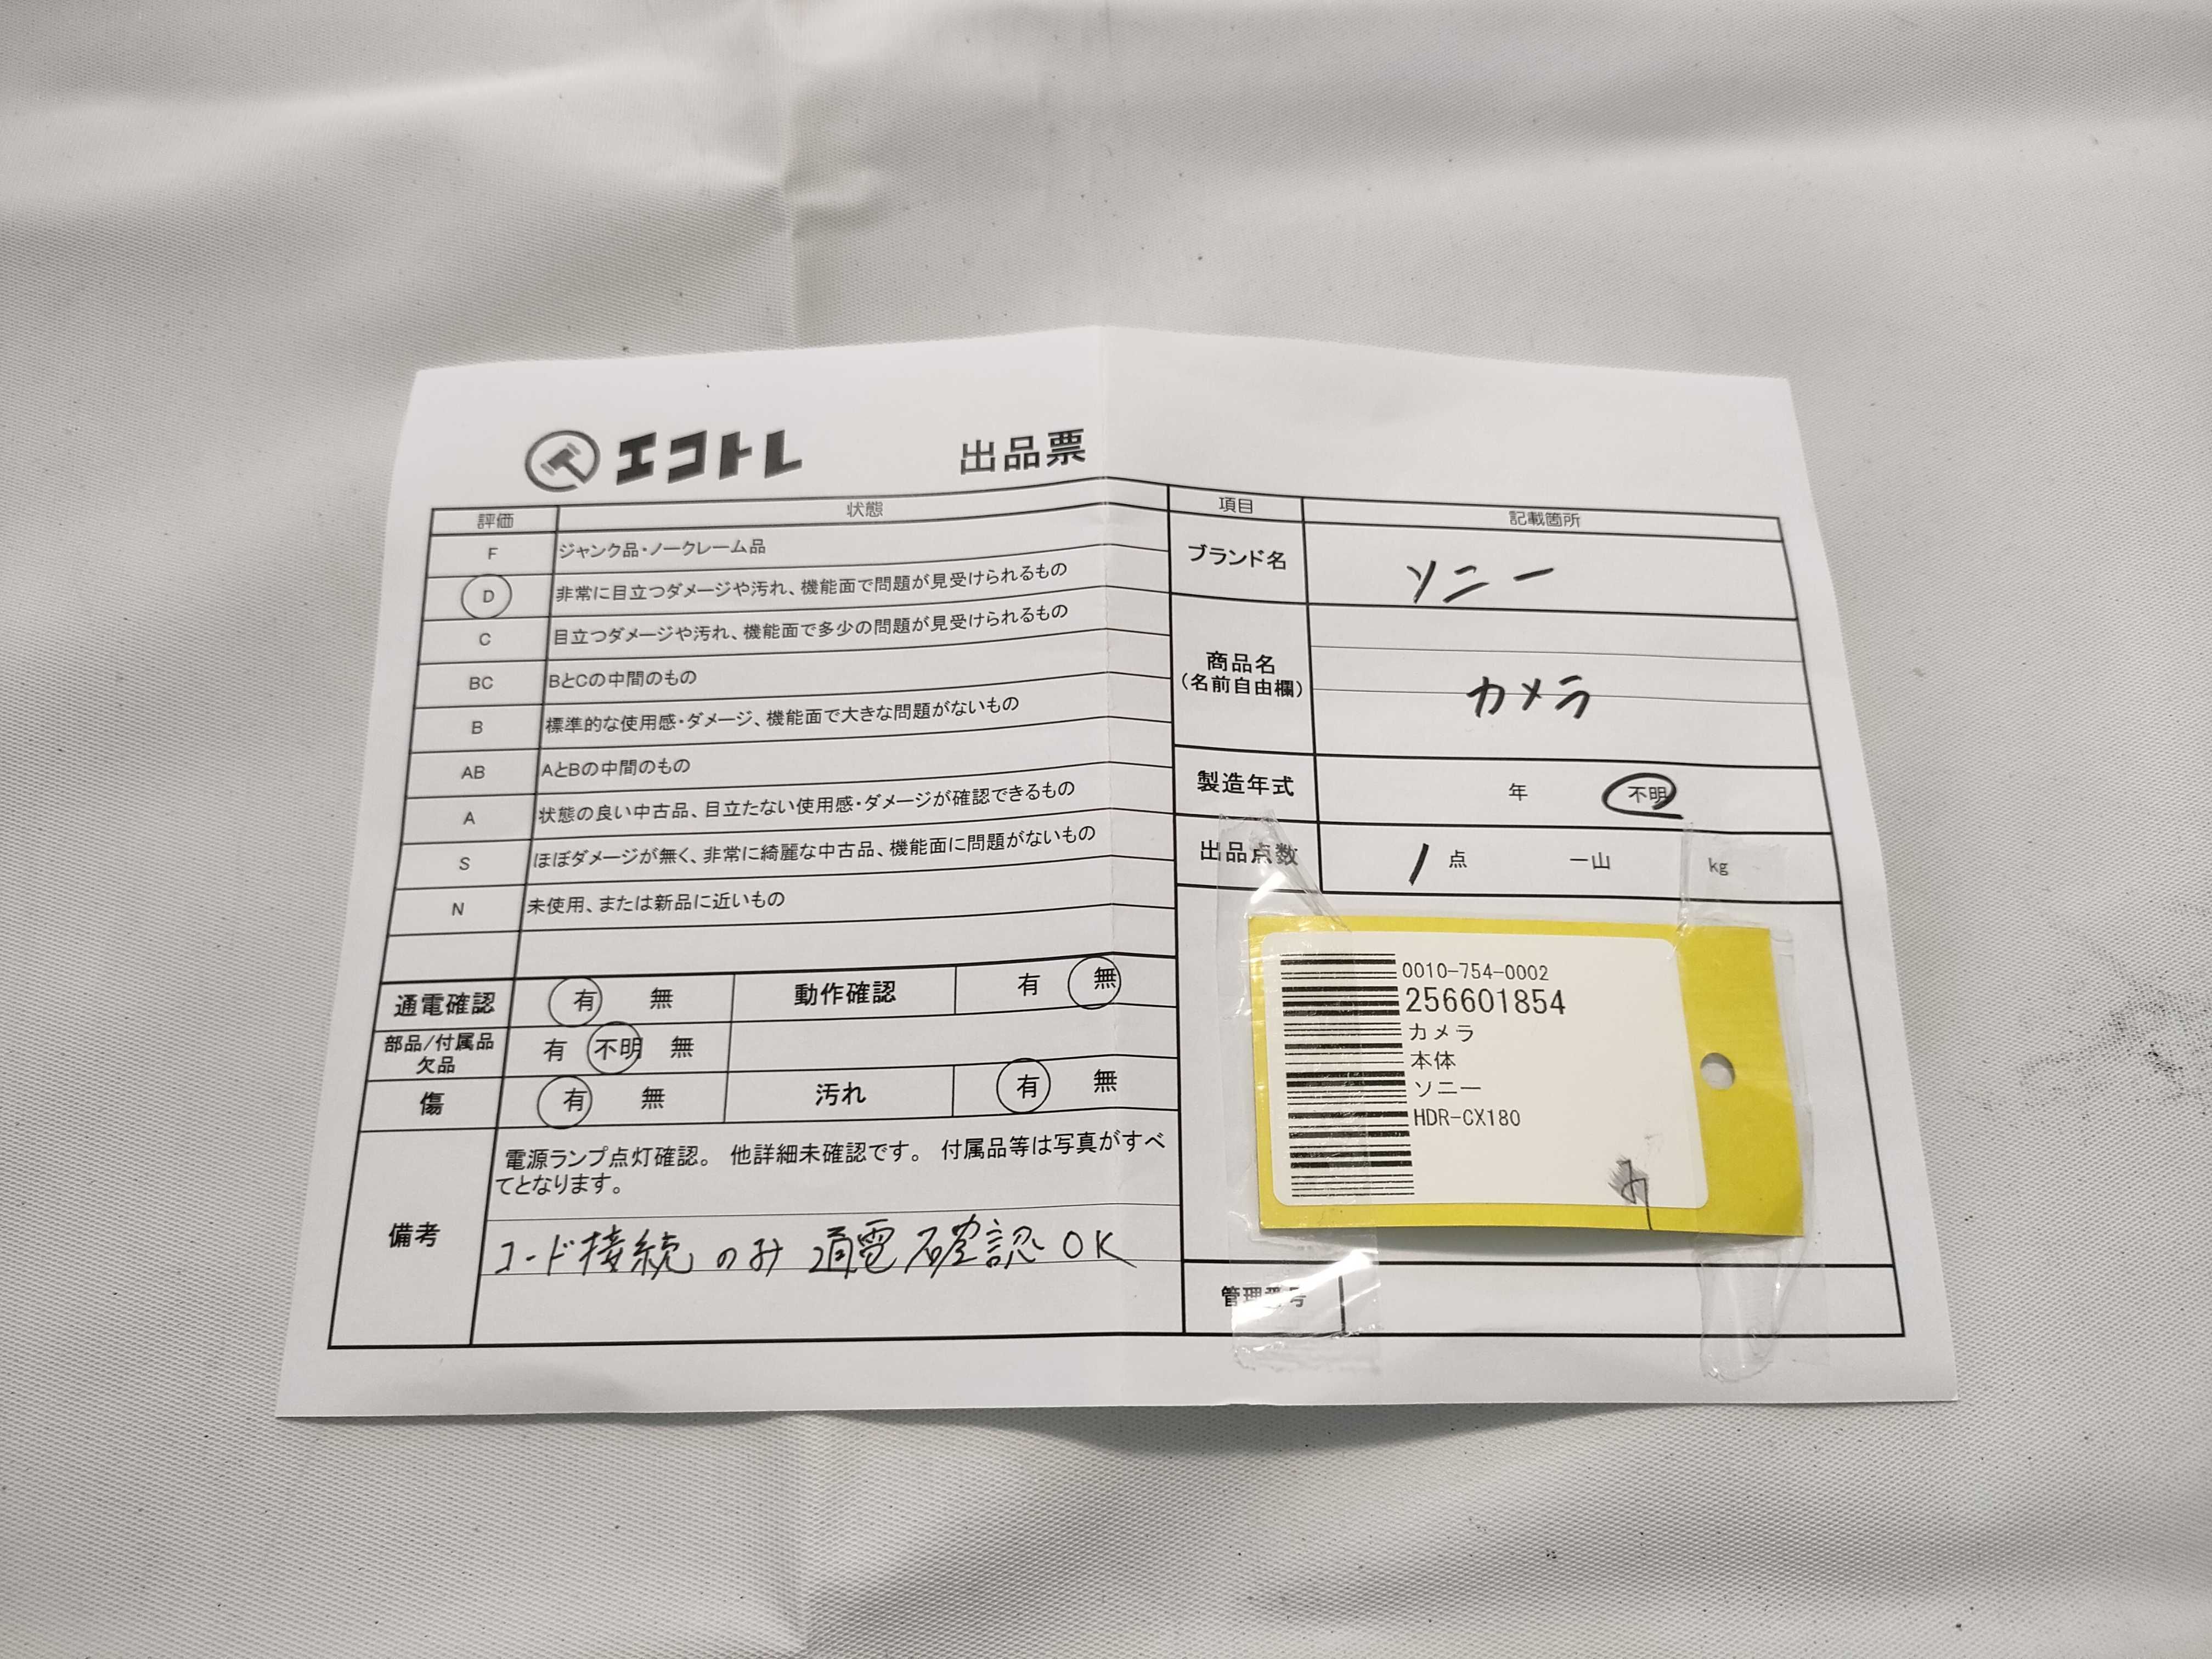 エコトレ 出品票
評価 状態
F ジャンク品・ノークレーム品
D 非常に目立つダメージや汚れ、機能面で問題が見受けられるもの
C 目立つダメージや汚れ、機能面で多少の問題が見受けられるもの
BC BとCの中間のもの
B 標準的な使用感・ダメージ、機能面で大きな問題がないもの
AB AとBの中間のもの
A 状態の良い中古品、目立たない使用感・ダメージが確認できるもの
S ほぼダメージが無く、非常に綺麗な中古品、機能面に問題がないもの
N 未使用、または新品に近いもの
通電確認 有 無 動作確認 有 無
部品/付属品
欠品 有 不明 無
傷 有 無 汚れ 有 無
備考
電源ランプ点灯確認。 他詳細未確認です。 付属品等は写真がすべ
てとなります。
コード接続のみ 通電確認OK
項目 記載箇所
ブランド名 ソニー
商品名
(名前自由欄) カメラ
製造年式 年 不明
出品点数 1 点 一山 kg
0010-754-0002
256601854
カメラ
本体
ソニー
HDR-CX180
管理番号